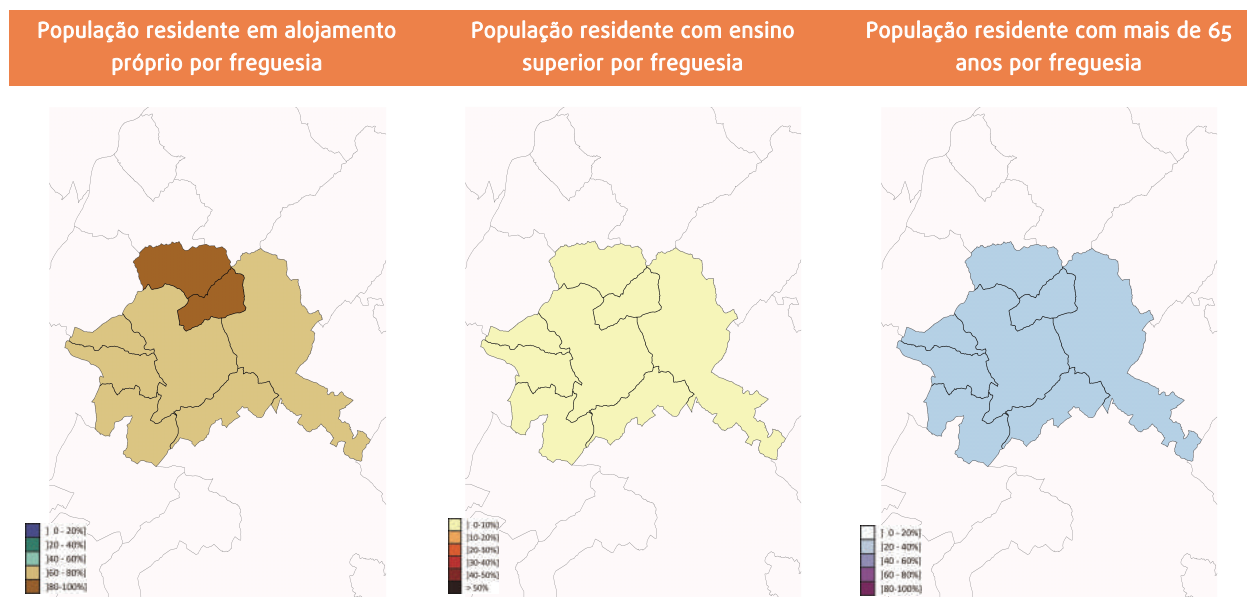 População residente em alojamento
próprio por freguesia
População residente com ensino
superior por freguesia
População residente com mais de 65
anos por freguesia
] 0 - 20%]
]20 - 40%]
]40 - 60%]
]60 - 80%]
]80-100%]
] 0-10%]
]10-20%]
]20-30%]
]30-40%]
]40-50%]
> 50%
] 0 - 20%]
]20 - 40%]
]40 - 60%]
]60 - 80%]
]80-100%]